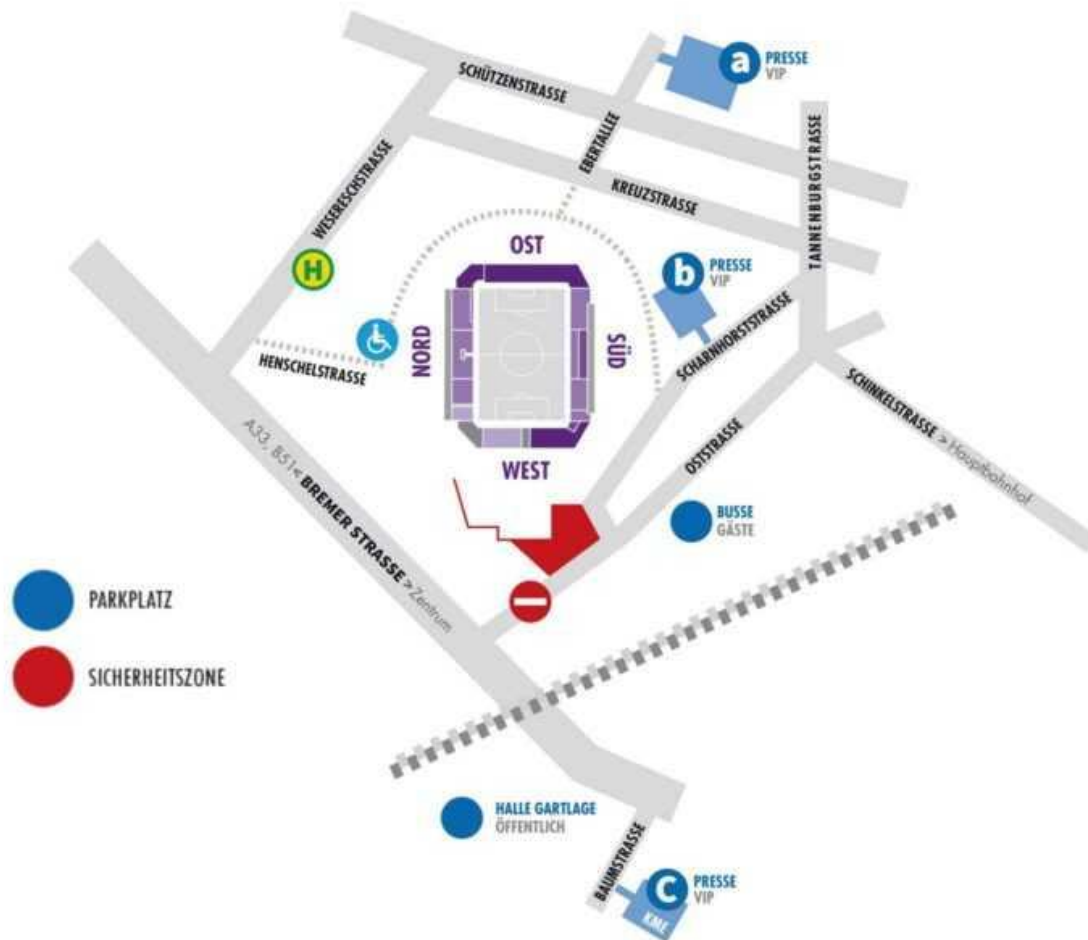 a
PRESSE
VIP
SCHÜTZENSTRASSE
EBERTALLEE
TANNENBURGSTRASSE
WESERESCHSTRASSE
KREUZSTRASSE
H
OST
b
PRESSE
VIP
NORD
SÜD
HENSCHELSTRASSE
SCHARNHORSTSTRASSE
SCHINKELSTRASSE > Hauptbahnhof
OSTSTRASSE
WEST
A33, B51 < BREMER STRASSE > Zentrum
BUSSE
GÄSTE
PARKPLATZ
SICHERHEITSZONE
HALLE GARTLAGE
ÖFFENTLICH
BAUMSTRASSE
C
PRESSE
VIP
KME